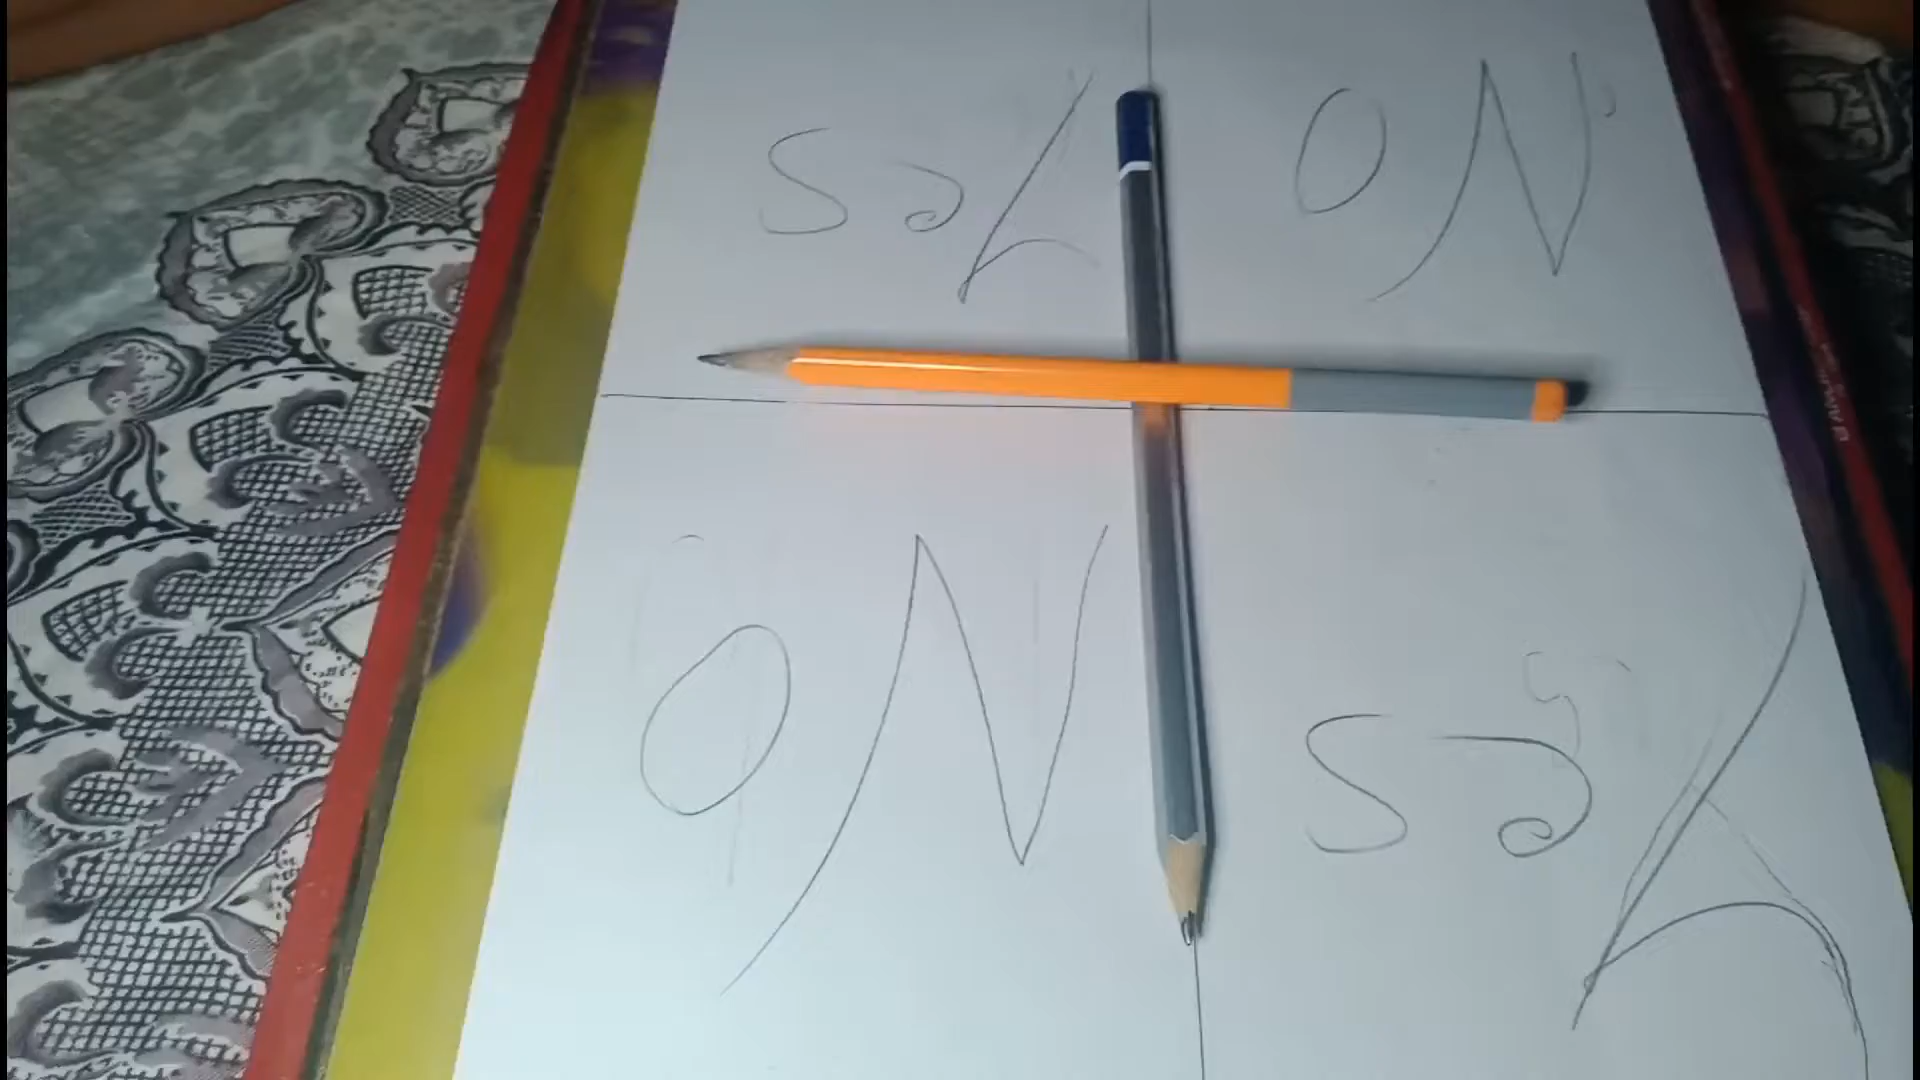 Yes No
No Yes